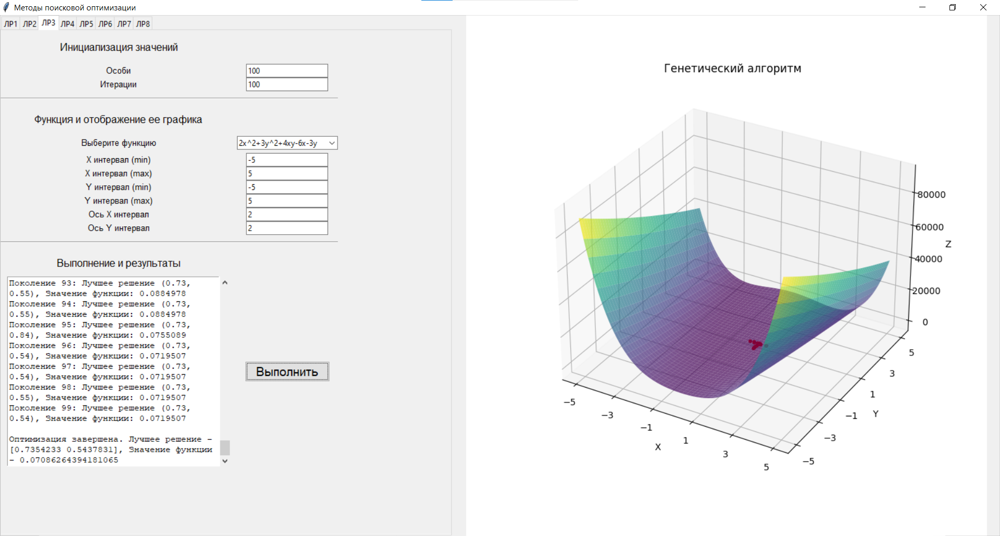 Методы поисковой оптимизации
ЛР1 ЛР2 ЛР3 ЛР4 ЛР5 ЛР6 ЛР7 ЛР8
Инициализация значений
Особи 100
Итерации 100
Функция и отображение ее графика
Выберите функцию 2x^2+3y^2+4xy-6x-3y
X интервал (min) -5
X интервал (max) 5
Y интервал (min) -5
Y интервал (max) 5
Ось X интервал 2
Ось Y интервал 2
Выполнение и результаты
Поколение 93: Лучшее решение (0.73,
0.55), Значение функции: 0.0884978
Поколение 94: Лучшее решение (0.73,
0.55), Значение функции: 0.0884978
Поколение 95: Лучшее решение (0.73,
0.84), Значение функции: 0.0755089
Поколение 96: Лучшее решение (0.73,
0.54), Значение функции: 0.0719507
Поколение 97: Лучшее решение (0.73,
0.54), Значение функции: 0.0719507
Поколение 98: Лучшее решение (0.73,
0.55), Значение функции: 0.0719507
Поколение 99: Лучшее решение (0.73,
0.54), Значение функции: 0.0719507
Оптимизация завершена. Лучшее решение -
[0.7354233 0.5437831], Значение функции
- 0.07086264394181065
Выполнить
Генетический алгоритм
80000
60000
Z
40000
20000
0
5
3
1
−1
Y
−3
−5
−5
−3
−1
X
1
3
5